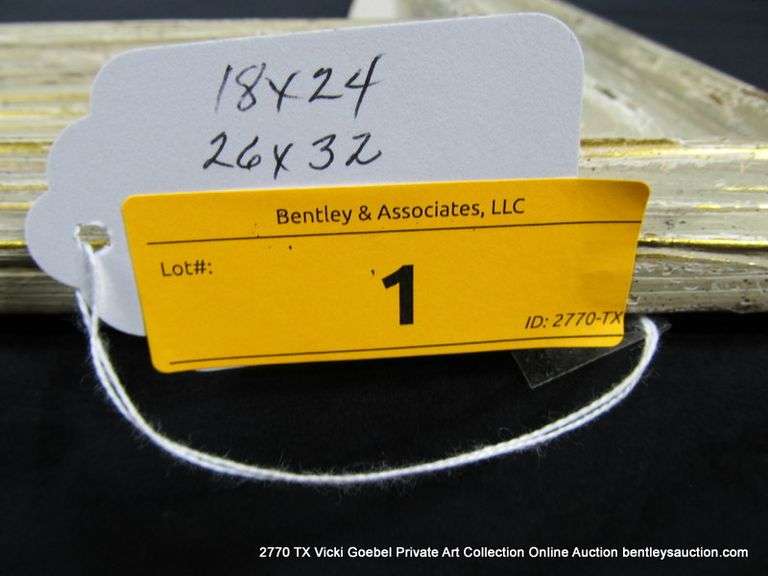 18x24
26x32
Bentley & Associates, LLC
Lot#:
1
ID: 2770-TX
2770 TX Vicki Goebel Private Art Collection Online Auction bentleysauction.com